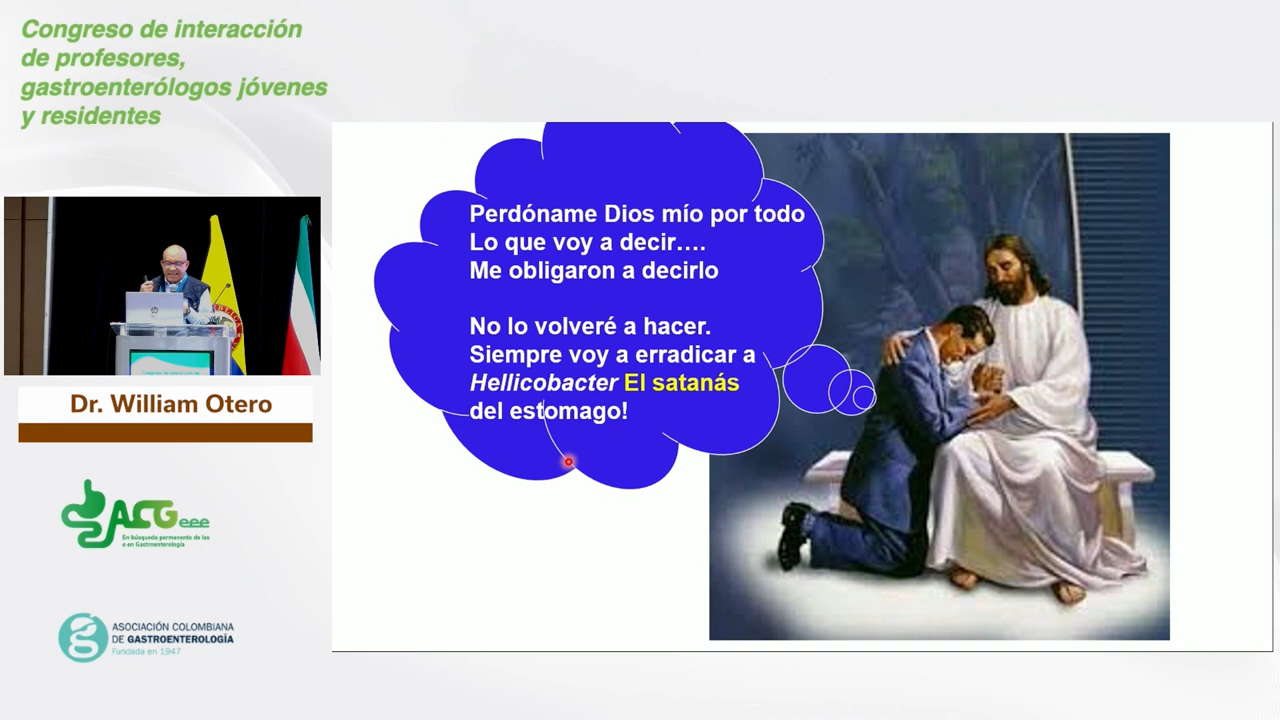 Congreso de interacción
de profesores,
gastroenterólogos jóvenes
y residentes
Dr. William Otero
ACGeee
En búsqueda permanente de las
e en Gastroenterología
ASOCIACIÓN COLOMBIANA
DE GASTROENTEROLOGÍA
Fundada en 1947
Perdóname Dios mío por todo
Lo que voy a decir....
Me obligaron a decirlo
No lo volveré a hacer.
Siempre voy a erradicar a
Hellicobacter El satanás
del estomago!